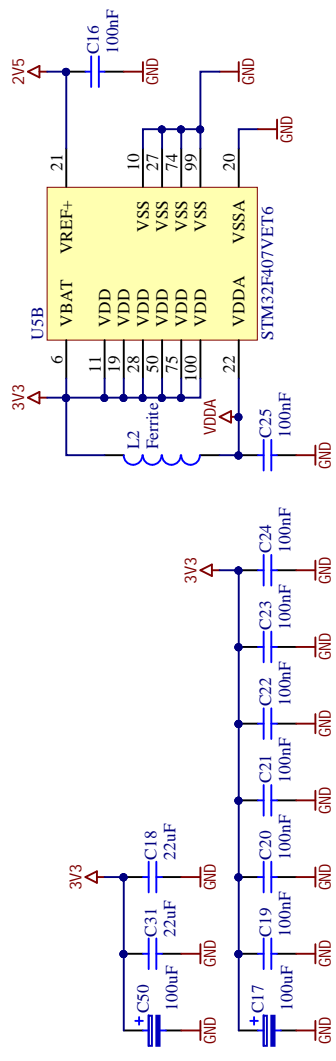 3V3
C50
100uF
C31
22uF
C18
22uF
GND
GND
GND
3V3
C17
100uF
C19
100nF
C20
100nF
C21
100nF
C22
100nF
C23
100nF
C24
100nF
GND
GND
GND
GND
GND
GND
GND
3V3
L2
Ferrite
VDDA
C25
100nF
GND
U5B
6 VBAT VREF+ 21
11 VDD
19 VDD
28 VDD VSS 10
50 VDD VSS 27
75 VDD VSS 74
100 VDD VSS 99
22 VDDA VSSA 20
STM32F407VET6
2V5
C16
100nF
GND
GND
GND